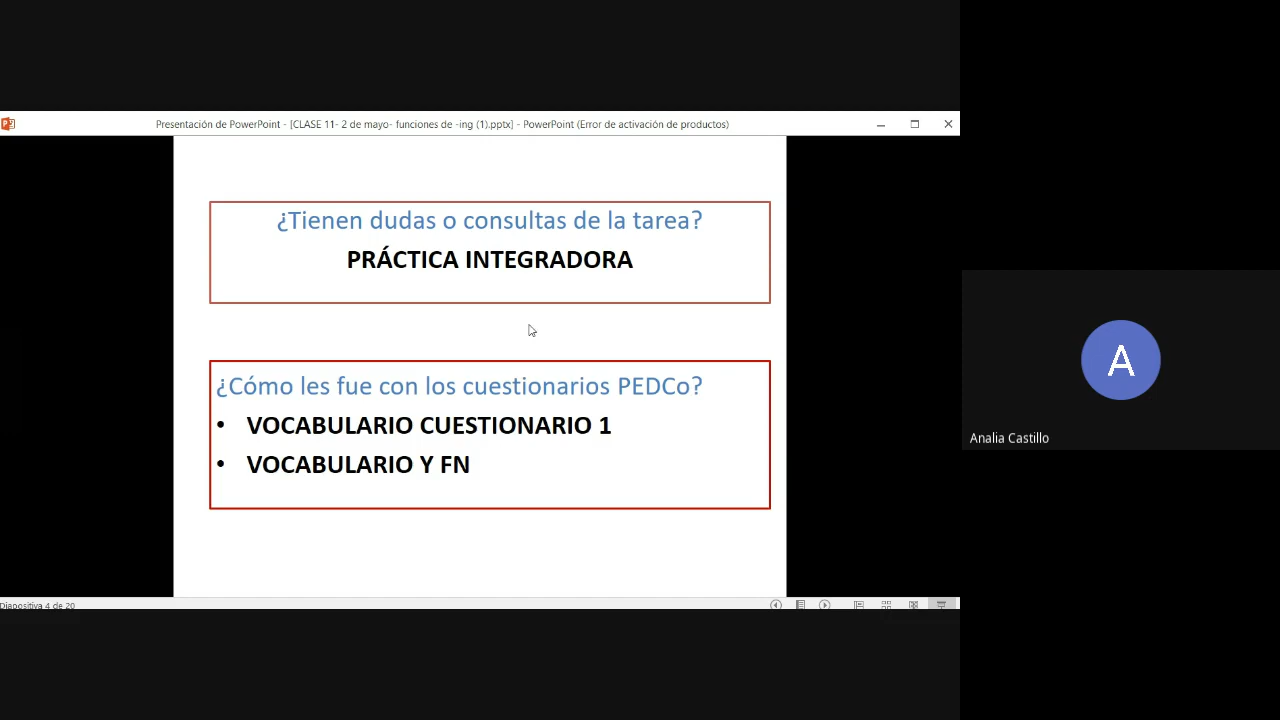 Presentación de PowerPoint - [CLASE 11- 2 de mayo- funciones de -ing (1).pptx] - PowerPoint (Error de activación de productos)
¿Tienen dudas o consultas de la tarea?
PRÁCTICA INTEGRADORA
¿Cómo les fue con los cuestionarios PEDCo?
• VOCABULARIO CUESTIONARIO 1
• VOCABULARIO Y FN
A
Analia Castillo
Diapositiva 4 de 20